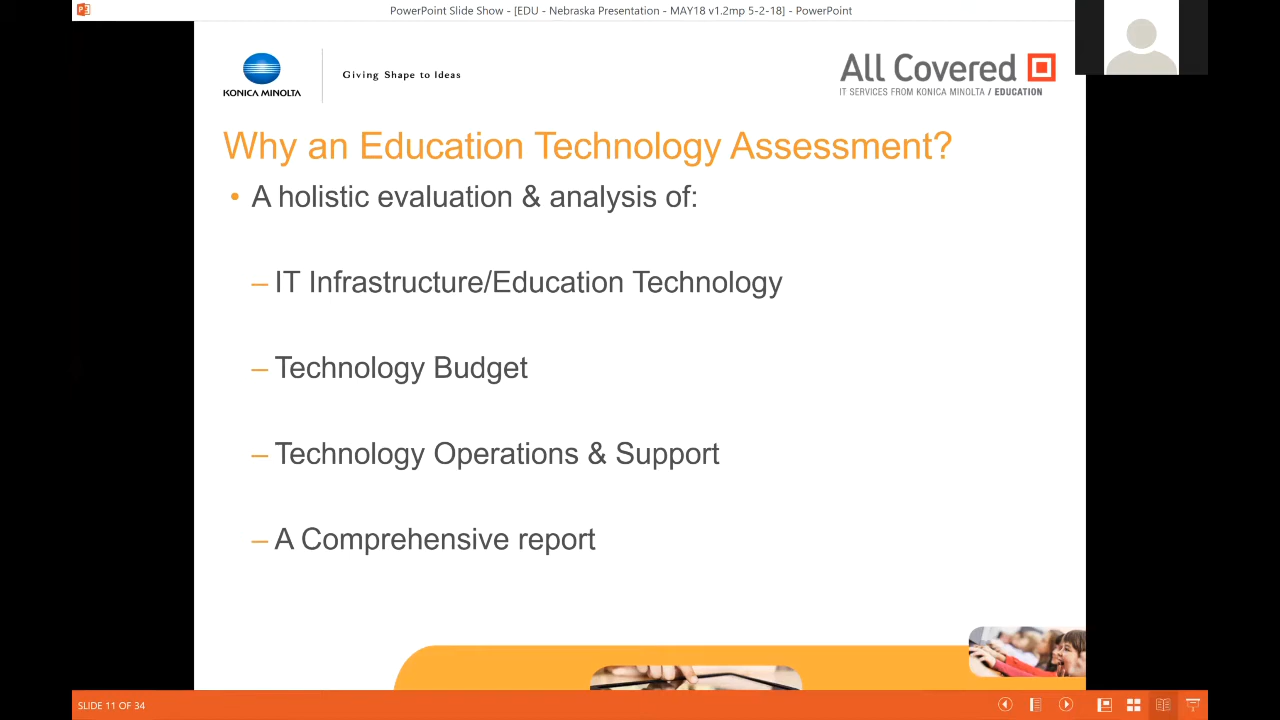 PowerPoint Slide Show - [EDU - Nebraska Presentation - MAY18 v1.2mp 5-2-18] - PowerPoint
KONICA MINOLTA
Giving Shape to Ideas
All Covered
IT SERVICES FROM KONICA MINOLTA / EDUCATION
Why an Education Technology Assessment?
• A holistic evaluation & analysis of:
– IT Infrastructure/Education Technology
– Technology Budget
– Technology Operations & Support
– A Comprehensive report
SLIDE 11 OF 34